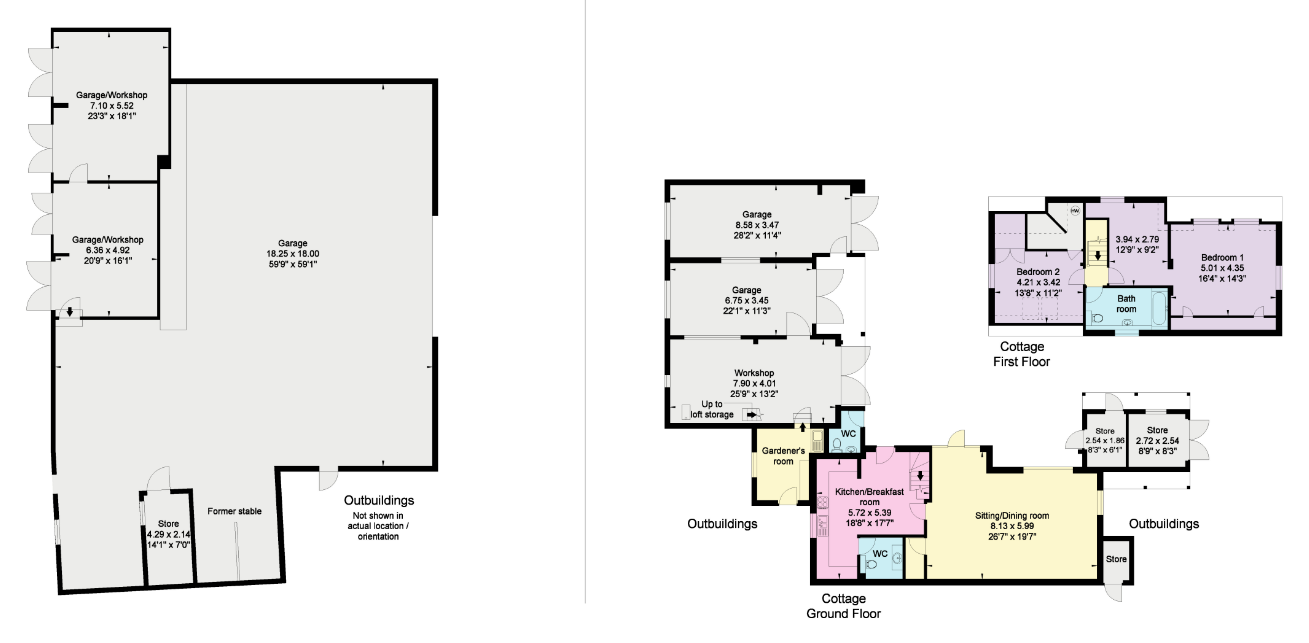 Garage/Workshop
7.10 x 5.52
23'3" x 18'1"
Garage/Workshop
6.36 x 4.92
20'9" x 16'1"
Garage
18.25 x 18.00
59'9" x 59'1"
Store
4.29 x 2.14
14'1" x 7'0"
Former stable
Outbuildings
Not shown in
actual location /
orientation
Garage
8.58 x 3.47
28'2" x 11'4"
Garage
6.75 x 3.45
22'1" x 11'3"
Workshop
7.90 x 4.01
25'9" x 13'2"
Up to
loft storage
WC
Gardener's
room
Outbuildings
Kitchen/Breakfast
room
5.72 x 5.39
18'8" x 17'7"
WC
Sitting/Dining room
8.13 x 5.99
26'7" x 19'7"
Cottage
Ground Floor
HW
3.94 x 2.79
12'9" x 9'2"
Bedroom 1
5.01 x 4.35
16'4" x 14'3"
Bedroom 2
4.21 x 3.42
13'8" x 11'2"
Bath
room
Cottage
First Floor
Store
2.54 x 1.86
8'3" x 6'1"
Store
2.72 x 2.54
8'9" x 8'3"
Outbuildings
Store